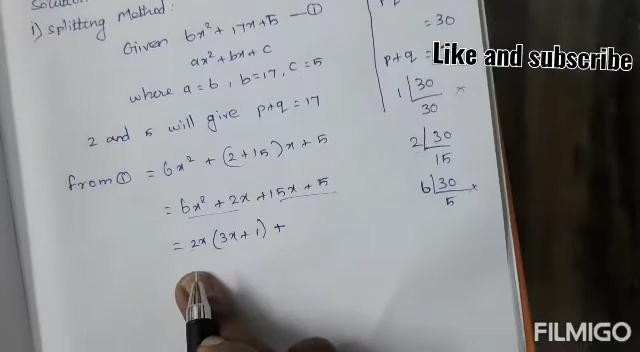 Solution:
i) splitting Method:
Given 6x² + 17x + 5 — ①
ax² + bx + c
where a = 6, b = 17, c = 5
2 and 5 will give p+q = 17
from ① = 6x² + (2+15)x + 5
= 6x² + 2x + 15x + 5
= 2x (3x + 1) +
= 30
p+q =
1 | 30
30 ×
2 | 30
15
6 | 30 ×
5
Like and subscribe
FILMIGO